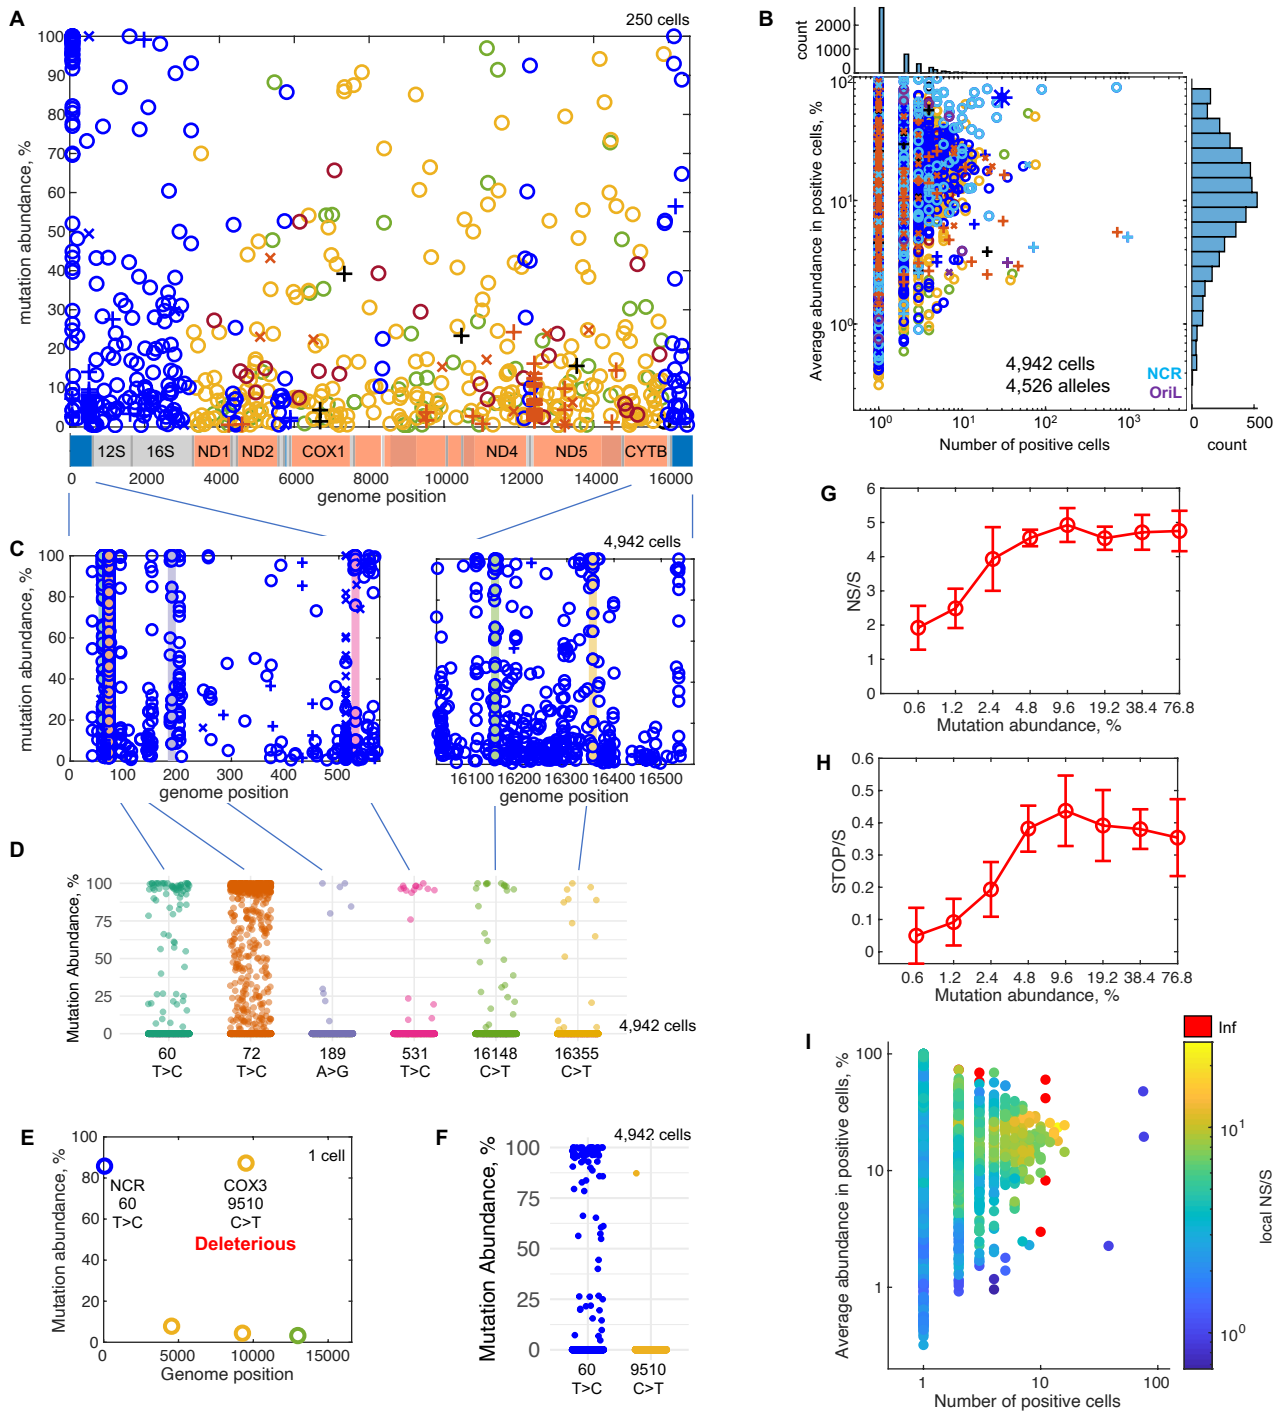 A
250 cells
mutation abundance, %
100
90
80
70
60
50
40
30
20
10
0
12S
16S
ND1
ND2
COX1
ND4
ND5
CYTB
0
2000
4000
6000
8000
10000
12000
14000
16000
genome position
B
count
2000
1000
0
Average abundance in positive cells, %
10²
10¹
10⁰
4,942 cells
4,526 alleles
NCR
OriL
10⁰
10¹
10²
10³
Number of positive cells
0
500
count
C
4,942 cells
mutation abundance, %
100
80
60
40
20
0
0
100
200
300
400
500
genome position
16100
16200
16300
16400
16500
genome position
D
Mutation Abundance, %
100
75
50
25
0
4,942 cells
60
72
189
531
16148
16355
T>C
T>C
A>G
T>C
C>T
C>T
E
Mutation abundance, %
100
80
60
40
20
0
1 cell
NCR
60
T>C
COX3
9510
C>T
Deleterious
0
5000
10000
15000
Genome position
F
4,942 cells
Mutation Abundance, %
100
75
50
25
0
60
9510
T>C
C>T
G
NS/S
6
5
4
3
2
1
0
0.6
1.2
2.4
4.8
9.6
19.2
38.4
76.8
Mutation abundance, %
H
STOP/S
0.6
0.5
0.4
0.3
0.2
0.1
0
0.6
1.2
2.4
4.8
9.6
19.2
38.4
76.8
Mutation abundance, %
I
Average abundance in positive cells, %
100
10
1
1
10
100
Number of positive cells
Inf
10¹
10⁰
local NS/S